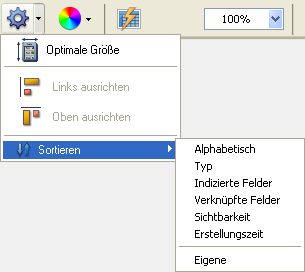 100%
Optimale Größe
Links ausrichten
Oben ausrichten
Sortieren
Alphabetisch
Typ
Indizierte Felder
Verknüpfte Felder
Sichtbarkeit
Erstellungszeit
Eigene